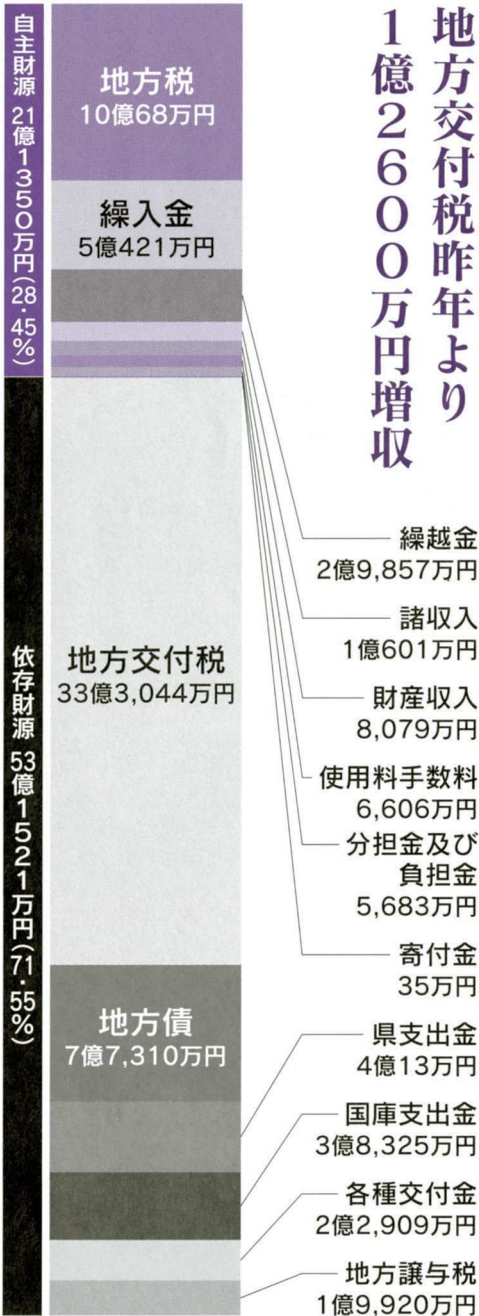 地方交付税昨年より
1億2600万円増収
自主財源 21億1350万円(28・45%)
地方税
10億68万円
繰入金
5億421万円
繰越金
2億9,857万円
諸収入
1億601万円
財産収入
8,079万円
使用料手数料
6,606万円
分担金及び
負担金
5,683万円
寄付金
35万円
依存財源 53億1521万円(71・55%)
地方交付税
33億3,044万円
地方債
7億7,310万円
県支出金
4億13万円
国庫支出金
3億8,325万円
各種交付金
2億2,909万円
地方譲与税
1億9,920万円